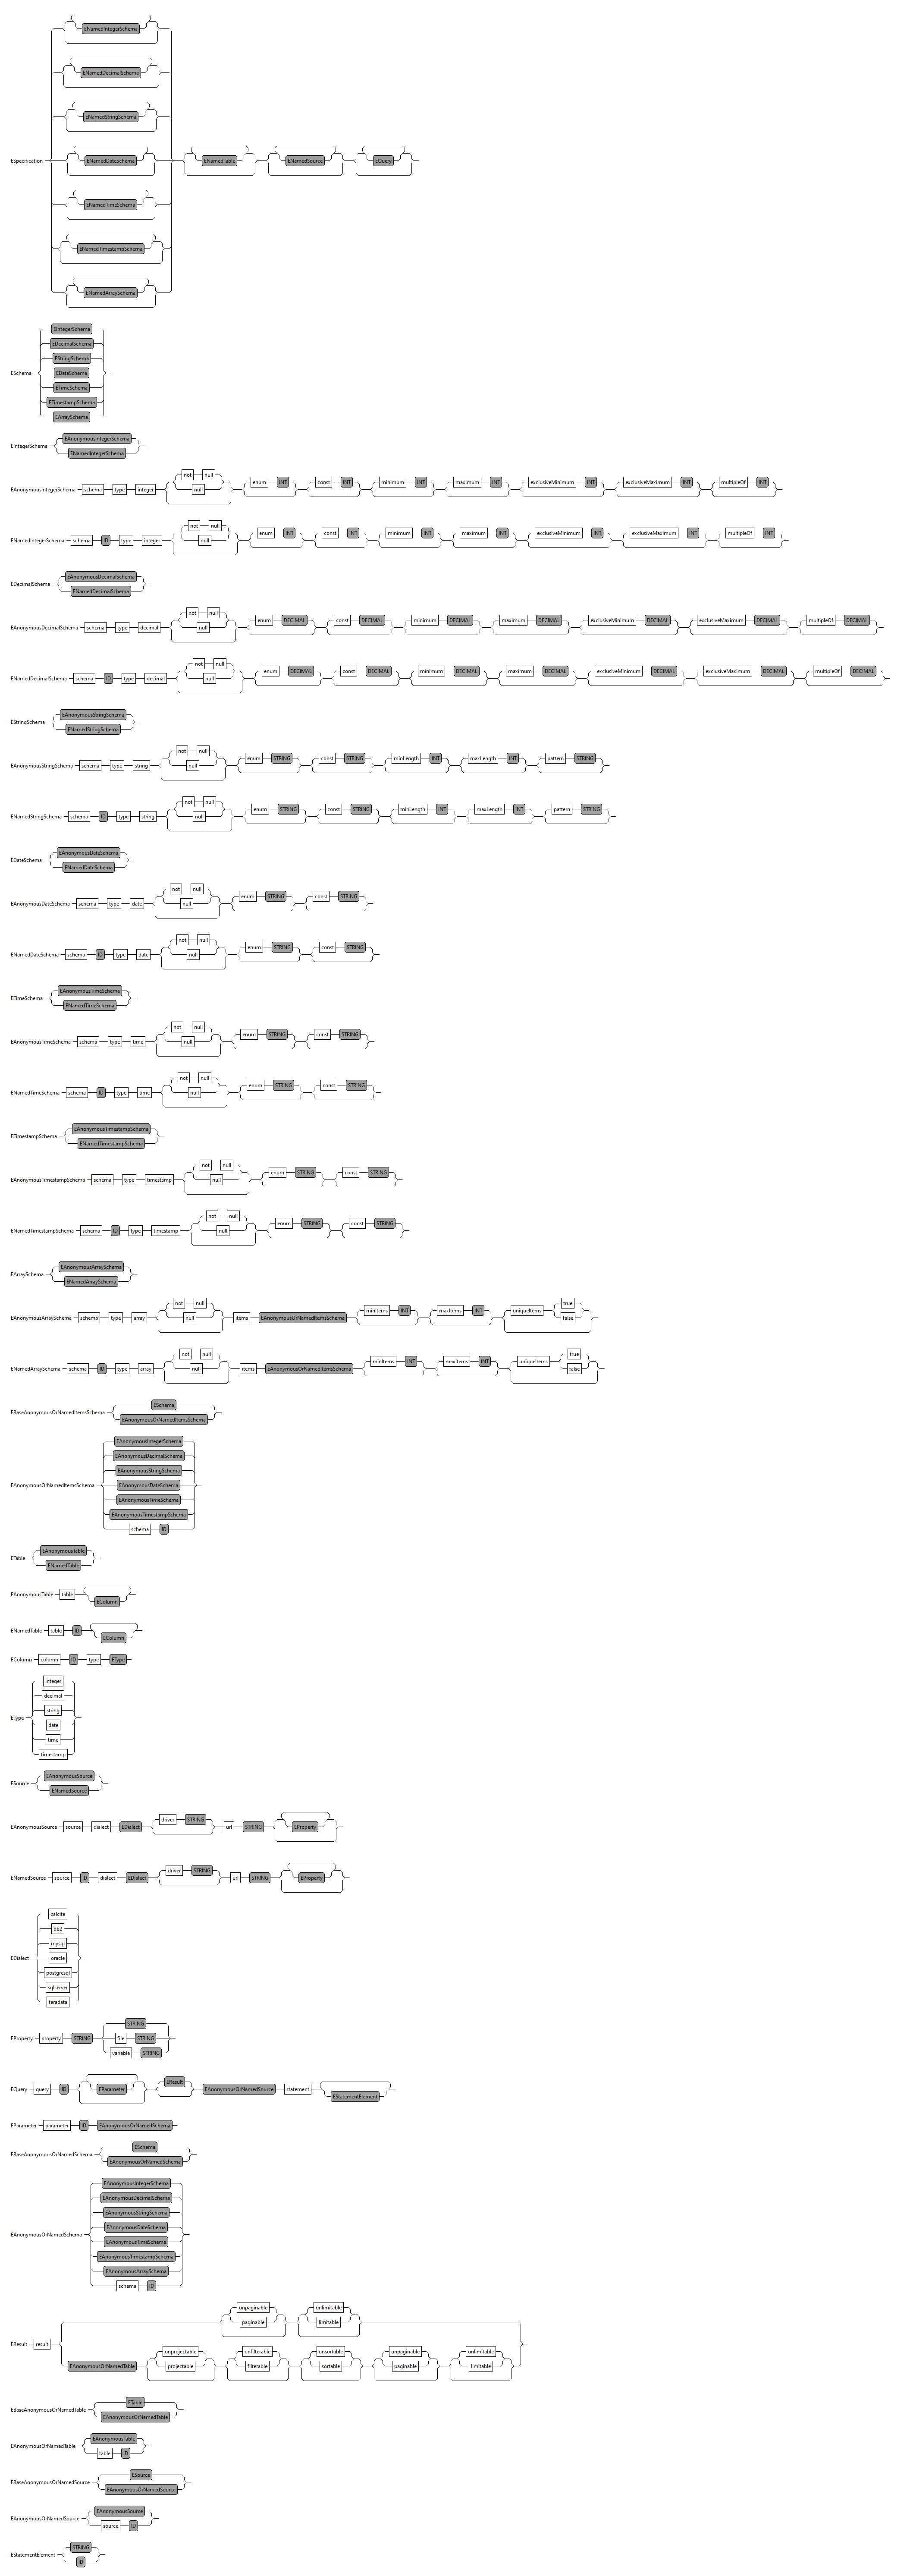 ESpecification
ENamedIntegerSchema
ENamedDecimalSchema
ENamedStringSchema
ENamedDateSchema ENamedTable ENamedSource EQuery
ENamedTimeSchema
ENamedTimestampSchema
ENamedArraySchema
ESchema
EIntegerSchema
EDecimalSchema
EStringSchema
EDateSchema
ETimeSchema
ETimestampSchema
EArraySchema
EIntegerSchema
EAnonymousIntegerSchema
ENamedIntegerSchema
EAnonymousIntegerSchema schema type integer
not null enum INT const INT minimum INT maximum INT exclusiveMinimum INT exclusiveMaximum INT multipleOf INT
null
ENamedIntegerSchema schema ID type integer
not null enum INT const INT minimum INT maximum INT exclusiveMinimum INT exclusiveMaximum INT multipleOf INT
null
EDecimalSchema
EAnonymousDecimalSchema
ENamedDecimalSchema
EAnonymousDecimalSchema schema type decimal
not null enum DECIMAL const DECIMAL minimum DECIMAL maximum DECIMAL exclusiveMinimum DECIMAL exclusiveMaximum DECIMAL multipleOf DECIMAL
null
ENamedDecimalSchema schema ID type decimal
not null enum DECIMAL const DECIMAL minimum DECIMAL maximum DECIMAL exclusiveMinimum DECIMAL exclusiveMaximum DECIMAL multipleOf DECIMAL
null
EStringSchema
EAnonymousStringSchema
ENamedStringSchema
EAnonymousStringSchema schema type string
not null enum STRING const STRING minLength INT maxLength INT pattern STRING
null
ENamedStringSchema schema ID type string
not null enum STRING const STRING minLength INT maxLength INT pattern STRING
null
EDateSchema
EAnonymousDateSchema
ENamedDateSchema
EAnonymousDateSchema schema type date
not null enum STRING const STRING
null
ENamedDateSchema schema ID type date
not null enum STRING const STRING
null
ETimeSchema
EAnonymousTimeSchema
ENamedTimeSchema
EAnonymousTimeSchema schema type time
not null enum STRING const STRING
null
ENamedTimeSchema schema ID type time
not null enum STRING const STRING
null
ETimestampSchema
EAnonymousTimestampSchema
ENamedTimestampSchema
EAnonymousTimestampSchema schema type timestamp
not null enum STRING const STRING
null
ENamedTimestampSchema schema ID type timestamp
not null enum STRING const STRING
null
EArraySchema
EAnonymousArraySchema
ENamedArraySchema
EAnonymousArraySchema schema type array
not null
null
items EAnonymousOrNamedItemsSchema minItems INT maxItems INT uniqueItems
true
false
ENamedArraySchema schema ID type array
not null
null
items EAnonymousOrNamedItemsSchema minItems INT maxItems INT uniqueItems
true
false
EBaseAnonymousOrNamedItemsSchema
ESchema
EAnonymousOrNamedItemsSchema
EAnonymousOrNamedItemsSchema
EAnonymousIntegerSchema
EAnonymousDecimalSchema
EAnonymousStringSchema
EAnonymousDateSchema
EAnonymousTimeSchema
EAnonymousTimestampSchema
schema ID
ETable
EAnonymousTable
ENamedTable
EAnonymousTable table EColumn
ENamedTable table ID EColumn
EColumn column ID type EType
EType
integer
decimal
string
date
time
timestamp
ESource
EAnonymousSource
ENamedSource
EAnonymousSource source dialect EDialect driver STRING url STRING EProperty
ENamedSource source ID dialect EDialect driver STRING url STRING EProperty
EDialect
calcite
db2
mysql
oracle
postgresql
sqlserver
teradata
EProperty property STRING
STRING
file STRING
variable STRING
EQuery query ID EParameter EResult EAnonymousOrNamedSource statement EStatementElement
EParameter parameter ID EAnonymousOrNamedSchema
EBaseAnonymousOrNamedSchema
ESchema
EAnonymousOrNamedSchema
EAnonymousOrNamedSchema
EAnonymousIntegerSchema
EAnonymousDecimalSchema
EAnonymousStringSchema
EAnonymousDateSchema
EAnonymousTimeSchema
EAnonymousTimestampSchema
EAnonymousArraySchema
schema ID
EResult result
unpaginable unlimitable
paginable limitable
EAnonymousOrNamedTable
unprojectable unfilterable unsortable unpaginable unlimitable
projectable filterable sortable paginable limitable
EBaseAnonymousOrNamedTable
ETable
EAnonymousOrNamedTable
EAnonymousOrNamedTable
EAnonymousTable
table ID
EBaseAnonymousOrNamedSource
ESource
EAnonymousOrNamedSource
EAnonymousOrNamedSource
EAnonymousSource
source ID
EStatementElement
STRING
ID